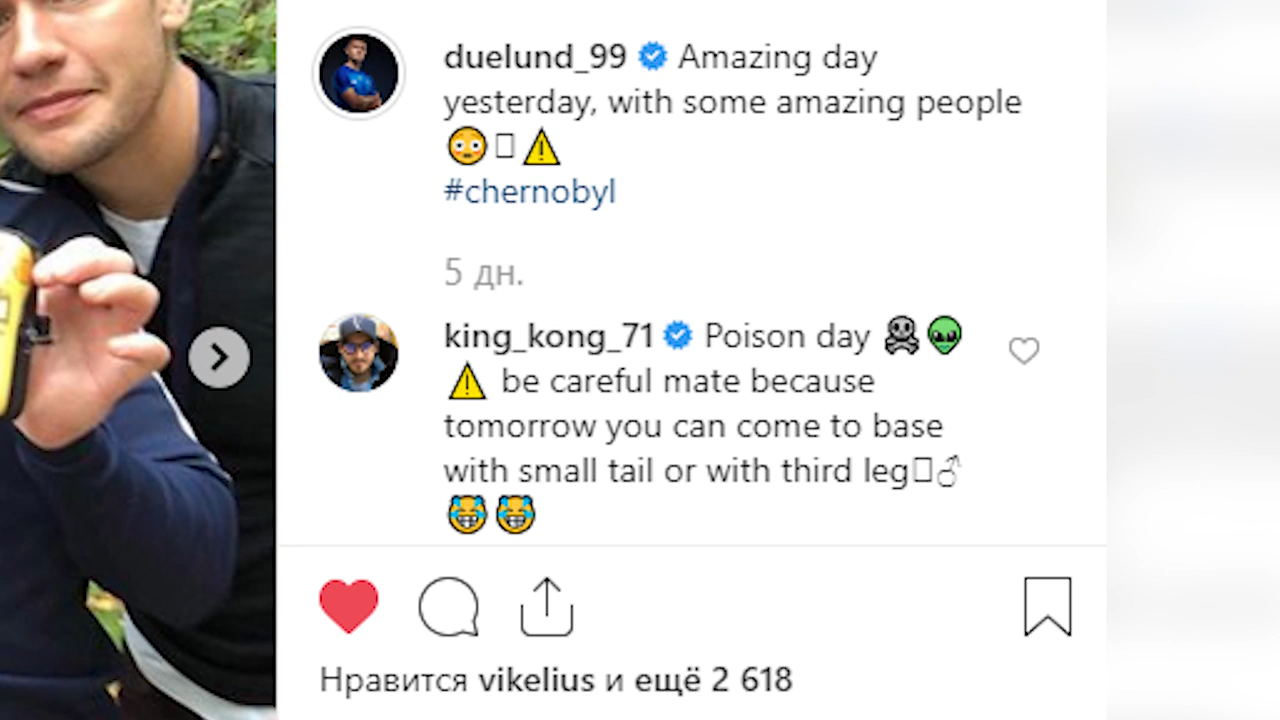 duelund_99 Amazing day
yesterday, with some amazing people
😳 ⚠
#chernobyl
5 дн.
king_kong_71 Poison day ☠👽
⚠ be careful mate because
tomorrow you can come to base
with small tail or with third leg♂
😹😹
Нравится vikelius и ещё 2 618